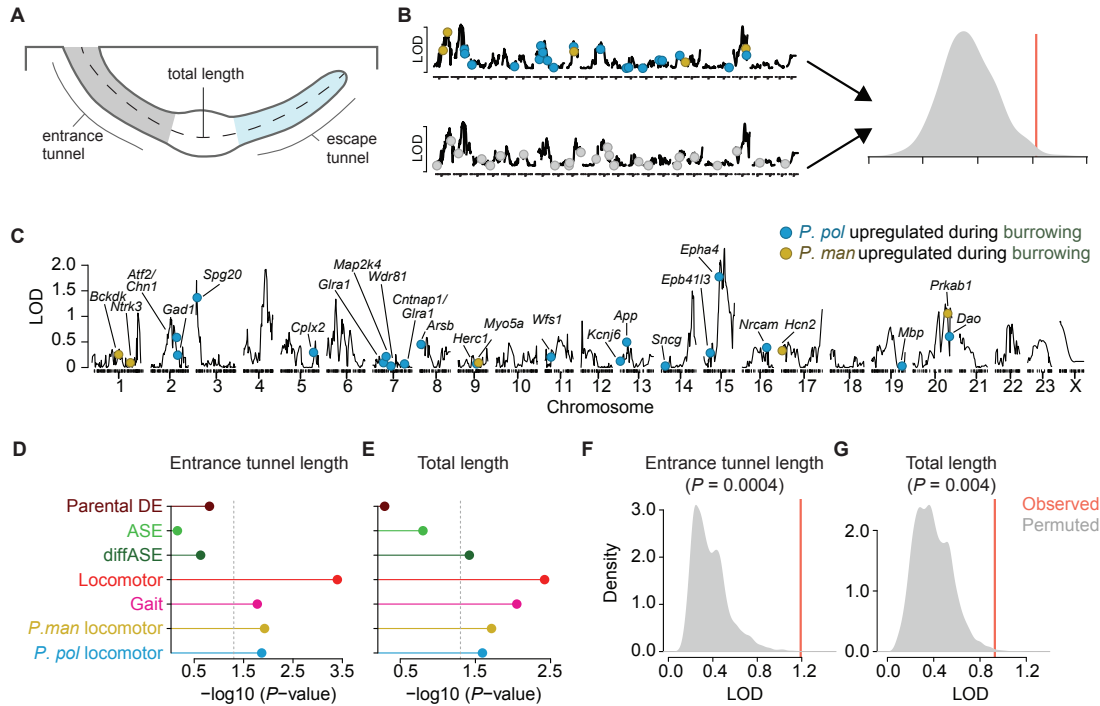 A
total length
entrance
tunnel
escape
tunnel
B
LOD
LOD
C
P. pol upregulated during burrowing
P. man upregulated during burrowing
LOD
2.0
1.5
1.0
0.5
0
Bckdk
Ntrk3
Atf2/
Chn1
Gad1
Spg20
Cplx2
Glra1
Map2k4
Wdr81
Cntnap1/
Glra1
Arsb
Herc1
Myo5a
Wfs1
Kcnj6
App
Sncg
Epb41l3
Epha4
Nrcam
Hcn2
Mbp
Prkab1
Dao
1 2 3 4 5 6 7 8 9 10 11 12 13 14 15 16 17 18 19 20 21 22 23 X
Chromosome
D
Entrance tunnel length
Parental DE
ASE
diffASE
Locomotor
Gait
P.man locomotor
P. pol locomotor
0.5 1.5 2.5 3.5
−log10 (P−value)
E
Total length
0.5 1.5 2.5
−log10 (P−value)
F
Entrance tunnel length
(P = 0.0004)
Density
3.0
2.0
1.0
0.0
0.0 0.4 0.8 1.2
LOD
G
Total length
(P = 0.004)
Observed
Permuted
2.0
1.0
0.0
0.0 0.4 0.8 1.2
LOD